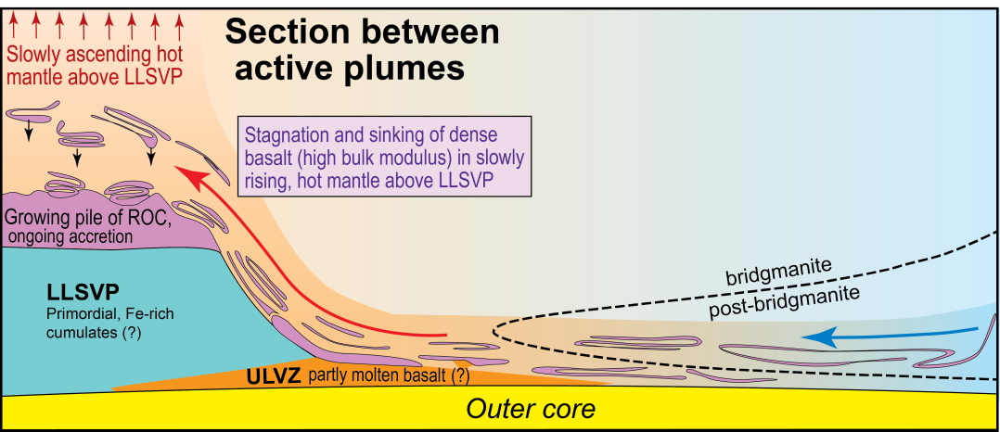 Section between
active plumes
Slowly ascending hot
mantle above LLSVP
Stagnation and sinking of dense
basalt (high bulk modulus) in slowly
rising, hot mantle above LLSVP
Growing pile of ROC,
ongoing accretion
LLSVP
Primordial, Fe-rich
cumulates (?)
bridgmanite
post-bridgmanite
ULVZ partly molten basalt (?)
Outer core